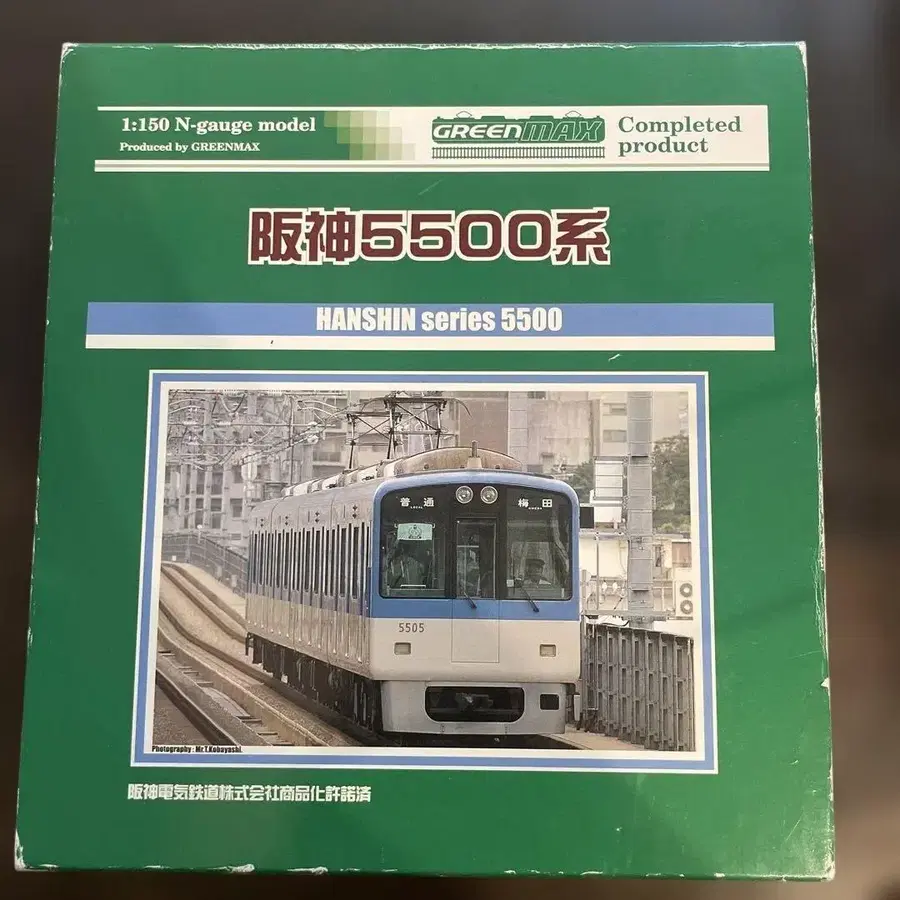 1:150 N-gauge model
Produced by GREENMAX
GREENMAX
Completed
product
阪神5500系
HANSHIN series 5500
普通
梅田
5505
Photography : Mr.T.Kobayashi.
阪神電気鉄道株式会社商品化許諾済